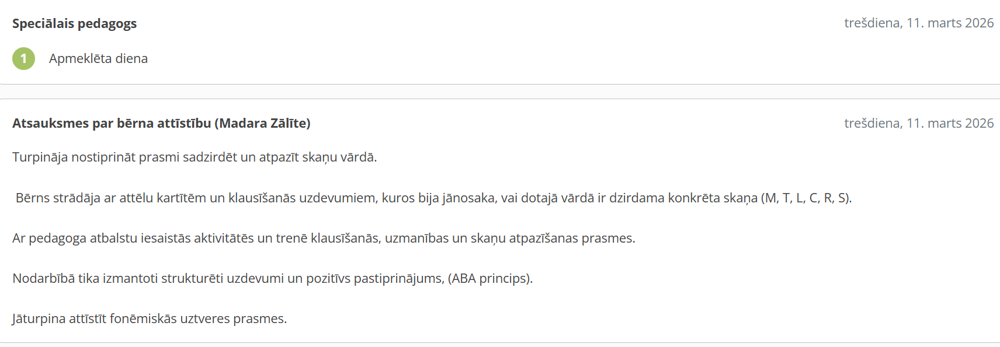 Speciālais pedagogs
trešdiena, 11. marts 2026
1
Apmeklēta diena
Atsauksmes par bērna attīstību (Madara Zālīte)
trešdiena, 11. marts 2026
Turpināja nostiprināt prasmi sadzirdēt un atpazīt skaņu vārdā.
Bērns strādāja ar attēlu kartītēm un klausīšanās uzdevumiem, kuros bija jānosaka, vai dotajā vārdā ir dzirdama konkrēta skaņa (M, T, L, C, R, S).
Ar pedagoga atbalstu iesaistās aktivitātēs un trenē klausīšanās, uzmanības un skaņu atpazīšanas prasmes.
Nodarbībā tika izmantoti strukturēti uzdevumi un pozitīvs pastiprinājums, (ABA princips).
Jāturpina attīstīt fonēmiskās uztveres prasmes.